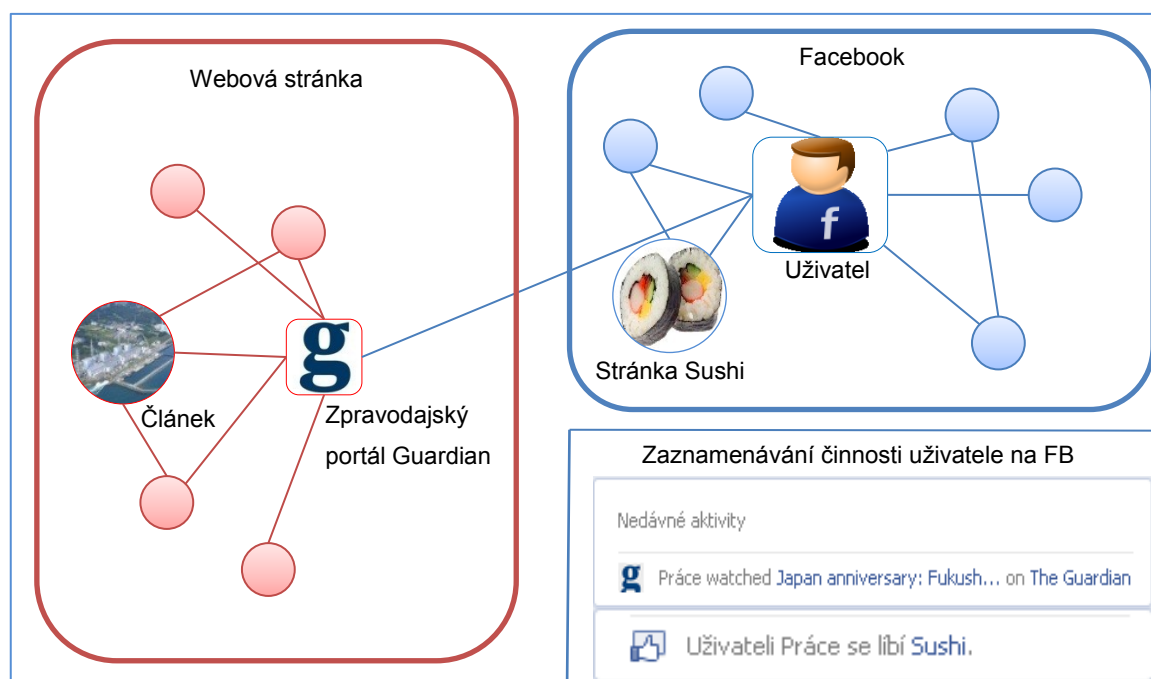 Webová stránka
Článek
g
Zpravodajský
portál Guardian
Facebook
f
Uživatel
Stránka Sushi
Zaznamenávání činnosti uživatele na FB
Nedávné aktivity
g Práce watched Japan anniversary: Fukush... on The Guardian
Uživateli Práce se líbí Sushi.